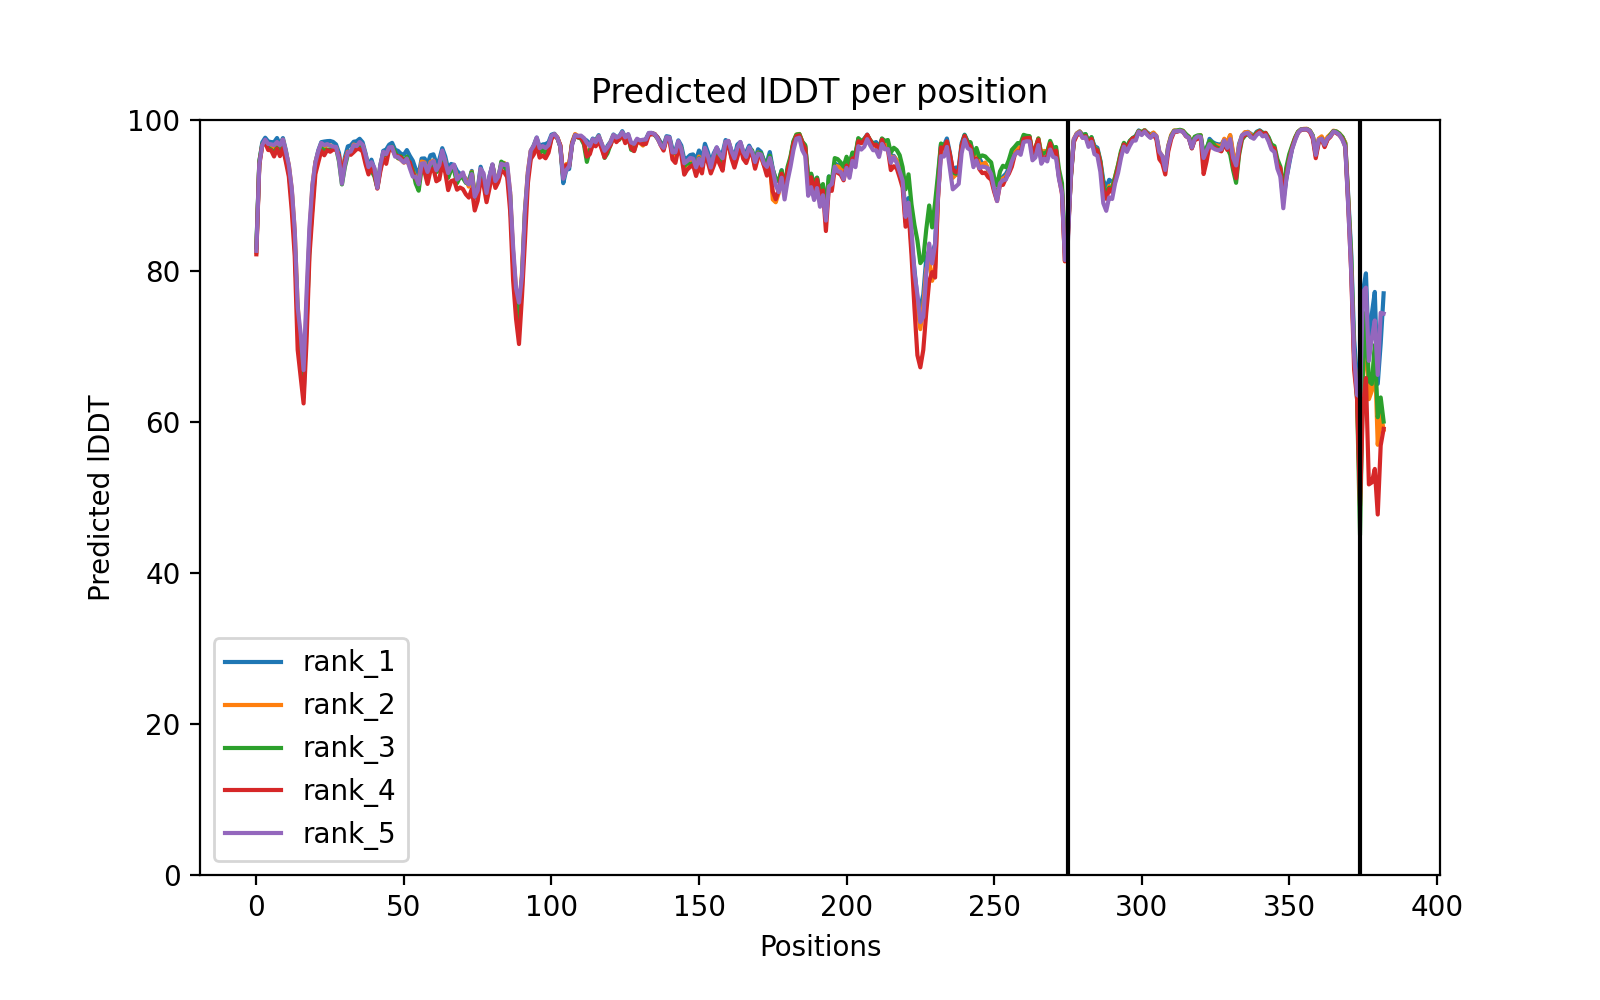 Predicted lDDT per position
100
80
60
40
20
0
Predicted lDDT
rank_1
rank_2
rank_3
rank_4
rank_5
0 50 100 150 200 250 300 350 400
Positions